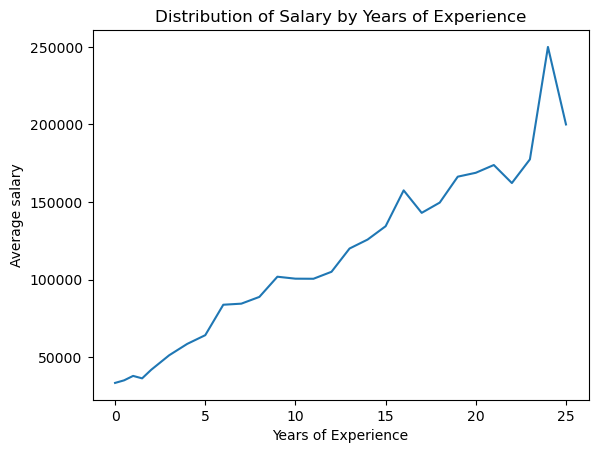 Distribution of Salary by Years of Experience
250000
200000
150000
100000
50000
Average salary
0 5 10 15 20 25
Years of Experience